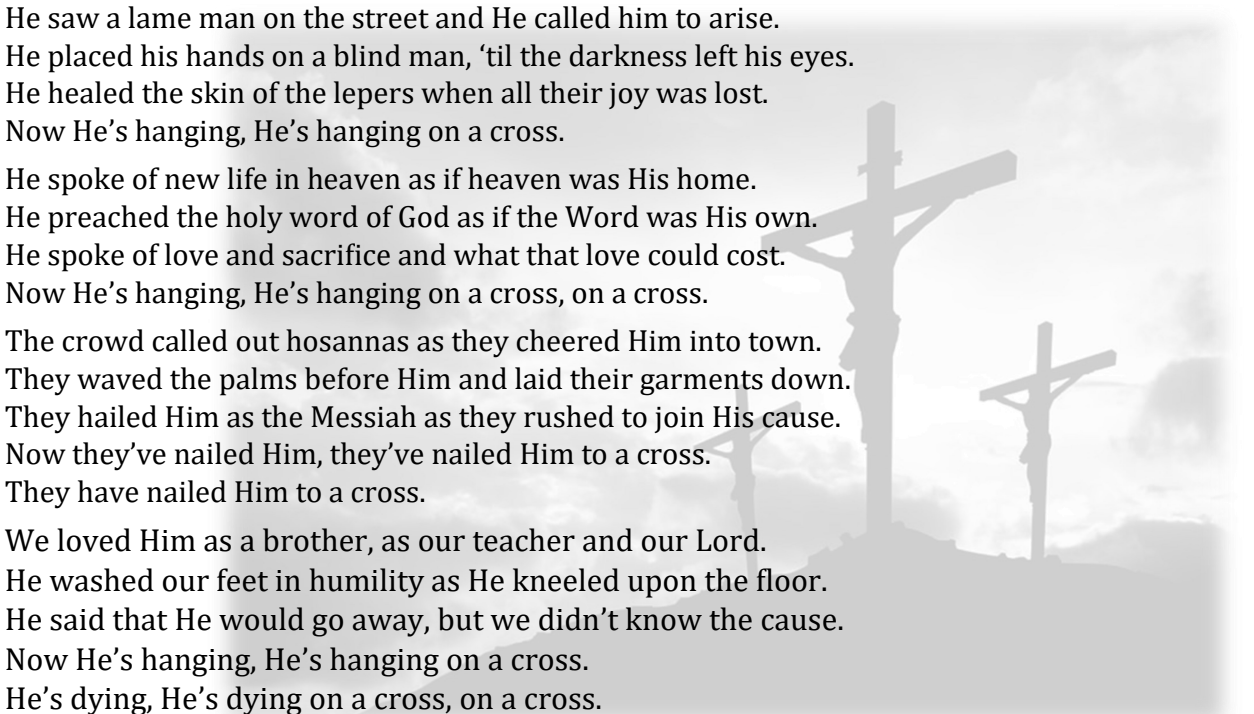 He saw a lame man on the street and He called him to arise.
He placed his hands on a blind man, ‘til the darkness left his eyes.
He healed the skin of the lepers when all their joy was lost.
Now He’s hanging, He’s hanging on a cross.
He spoke of new life in heaven as if heaven was His home.
He preached the holy word of God as if the Word was His own.
He spoke of love and sacrifice and what that love could cost.
Now He’s hanging, He’s hanging on a cross, on a cross.
The crowd called out hosannas as they cheered Him into town.
They waved the palms before Him and laid their garments down.
They hailed Him as the Messiah as they rushed to join His cause.
Now they’ve nailed Him, they’ve nailed Him to a cross.
They have nailed Him to a cross.
We loved Him as a brother, as our teacher and our Lord.
He washed our feet in humility as He kneeled upon the floor.
He said that He would go away, but we didn’t know the cause.
Now He’s hanging, He’s hanging on a cross.
He’s dying, He’s dying on a cross, on a cross.